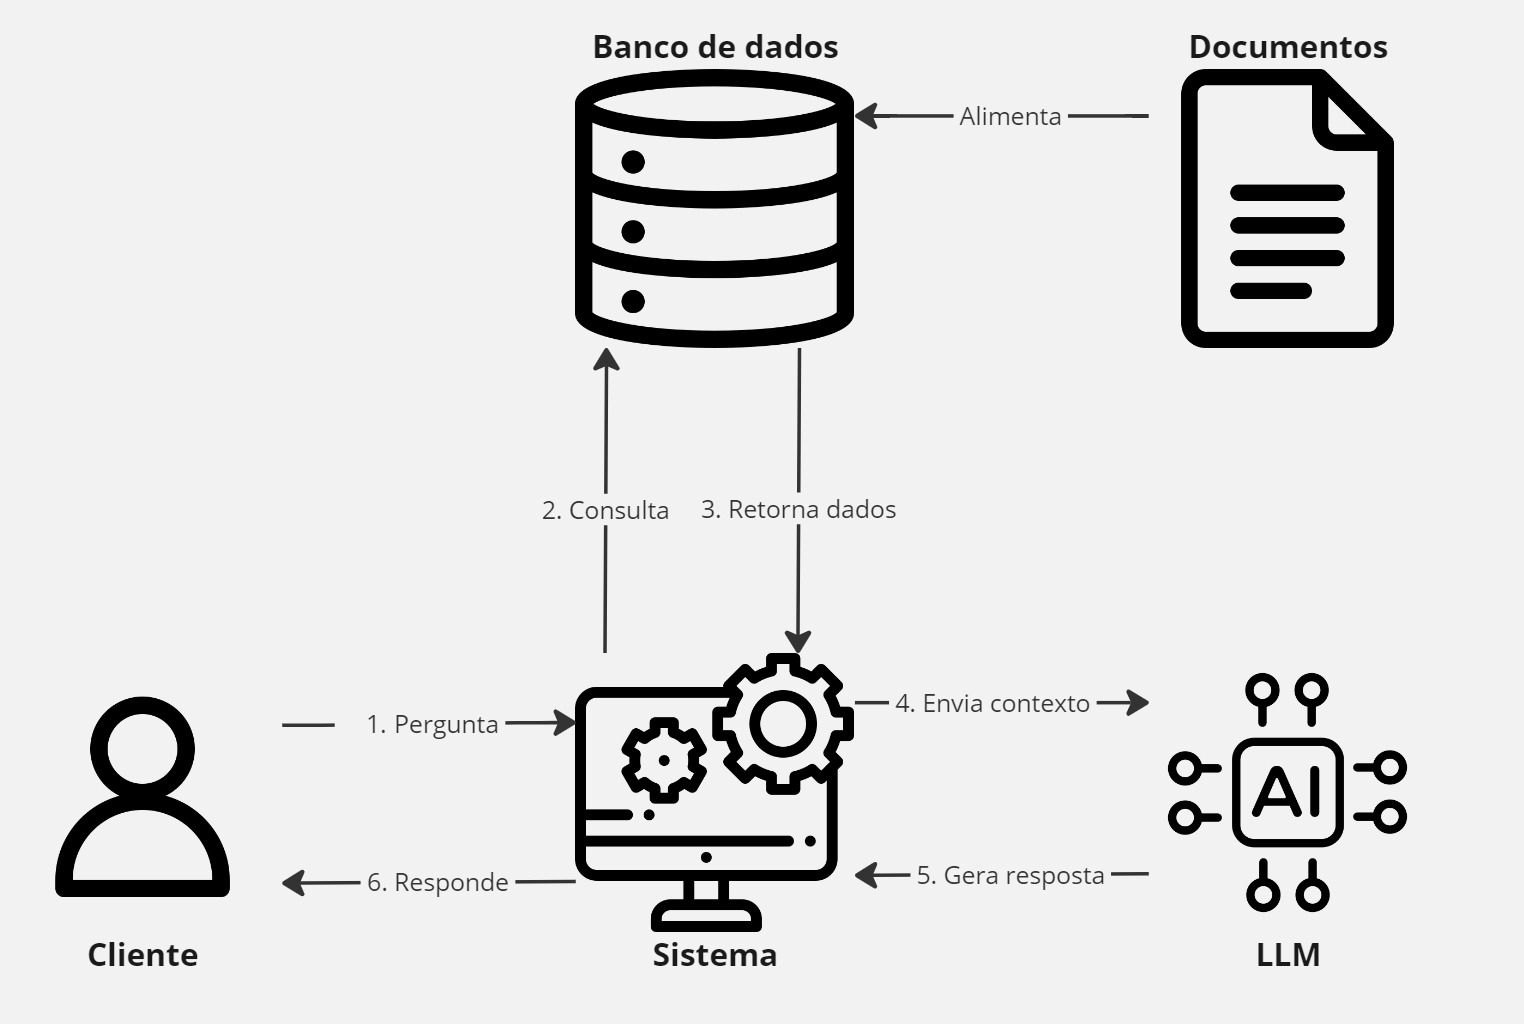 Banco de dados
Documentos
Alimenta
2. Consulta
3. Retorna dados
1. Pergunta
4. Envia contexto
AI
6. Responde
5. Gera resposta
Cliente
Sistema
LLM